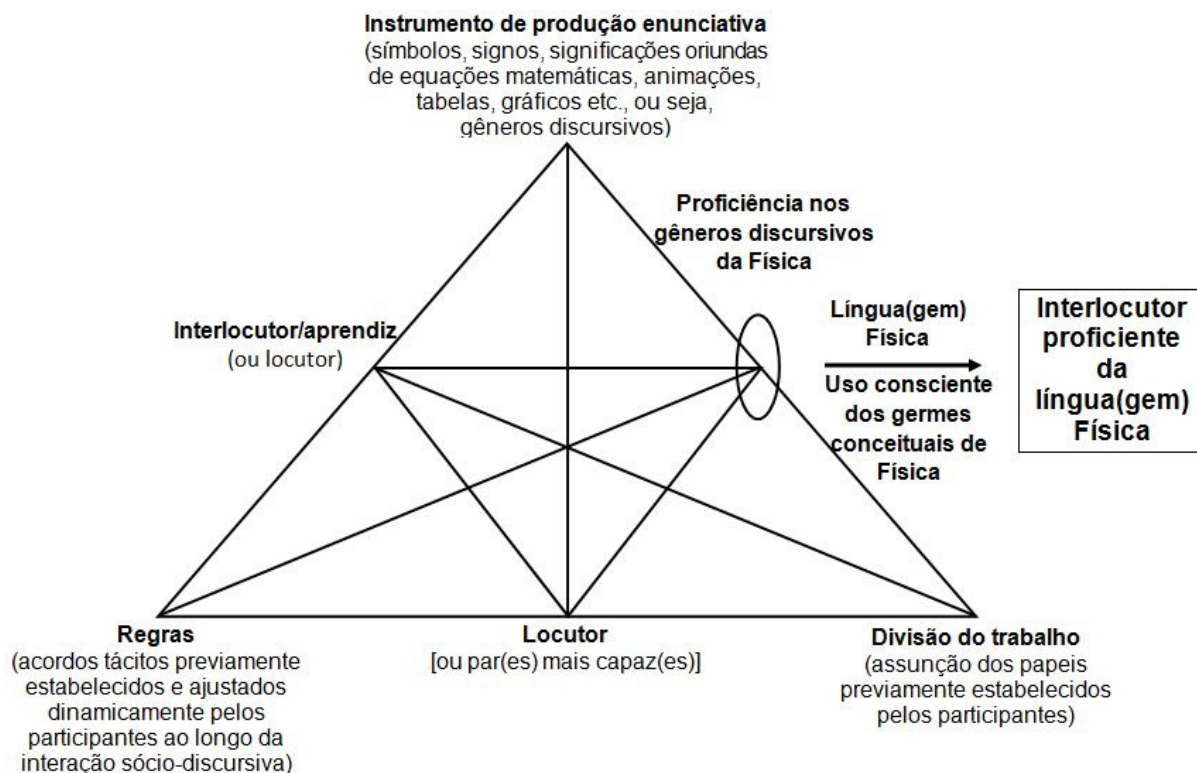 Instrumento de produção enunciativa
(símbolos, signos, significações oriundas
de equações matemáticas, animações,
tabelas, gráficos etc., ou seja,
gêneros discursivos)
Proficiência nos
gêneros discursivos
da Física
Interlocutor/aprendiz
(ou locutor)
Língua(gem)
Física
Uso consciente
dos germes
conceituais de
Física
Interlocutor
proficiente
da
língua(gem)
Física
Regras
(acordos tácitos previamente
estabelecidos e ajustados
dinamicamente pelos
participantes ao longo da
interação sócio-discursiva)
Locutor
[ou par(es) mais capaz(es)]
Divisão do trabalho
(assunção dos papeis
previamente estabelecidos
pelos participantes)